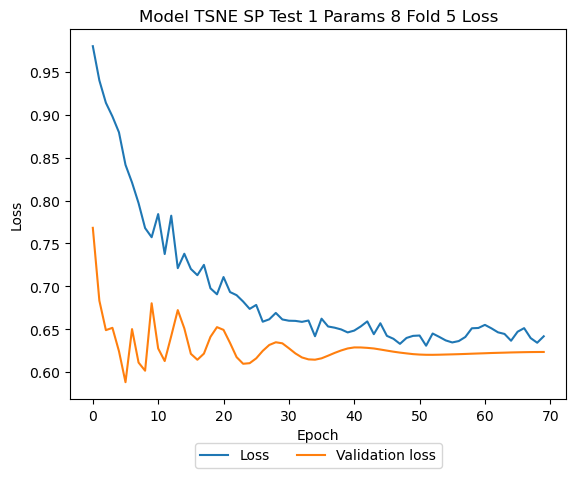 Model TSNE SP Test 1 Params 8 Fold 5 Loss
Loss
0.95
0.90
0.85
0.80
0.75
0.70
0.65
0.60
0 10 20 30 40 50 60 70
Epoch
Loss Validation loss